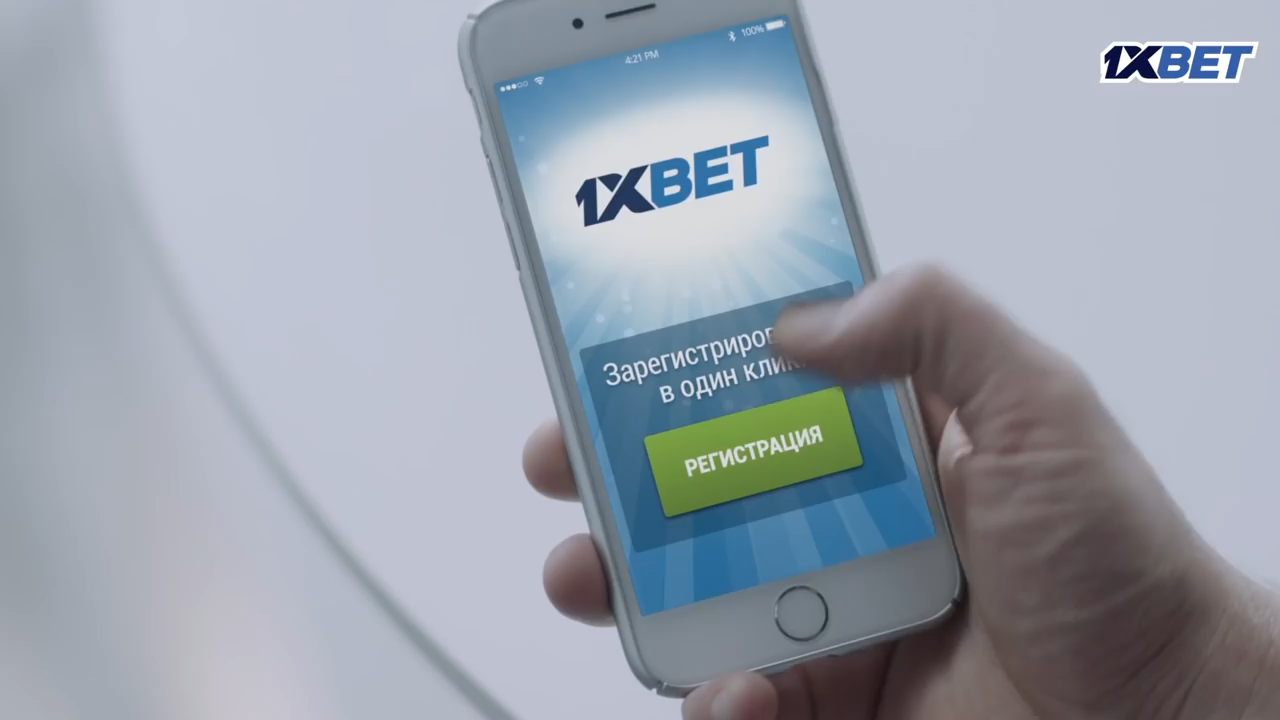 1XBET
4:21 PM
100%
1XBET
в один
РЕГИСТРАЦИЯ